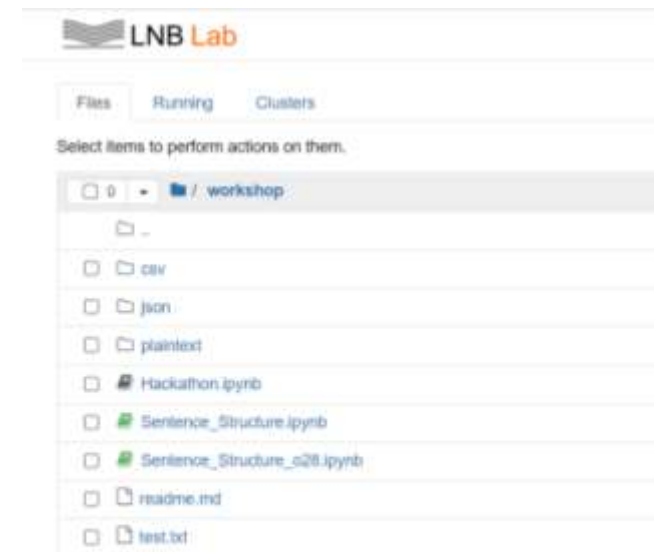 LNB Lab
Files Running Clusters
Select items to perform actions on them.
0 / workshop
..
csv
json
plaintext
Hackathon.ipynb
Sentence_Structure.ipynb
Sentence_Structure_o28.ipynb
readme.md
test.txt